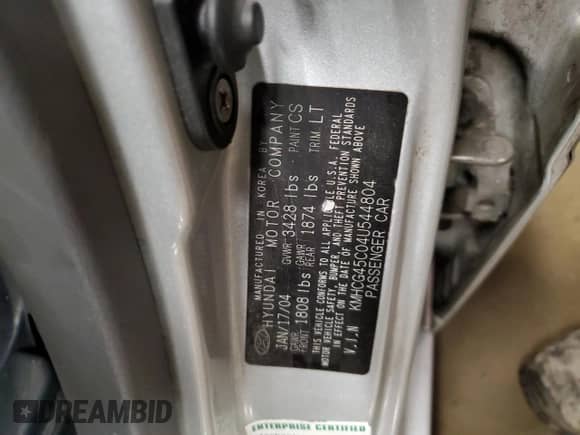 MANUFACTURED IN KOREA BY
HYUNDAI MOTOR COMPANY
JAN/17/04 GVWR 3428 lbs PAINT CS
GAWR FRONT 1808 lbs GAWR REAR 1874 lbs TRIM LT
THIS VEHICLE CONFORMS TO ALL APPLICABLE U.S.A. FEDERAL
MOTOR VEHICLE SAFETY, BUMPER, AND THEFT PREVENTION STANDARDS
IN EFFECT ON THE DATE OF MANUFACTURE SHOWN ABOVE
V.I.N KMHCG45C04U544804
PASSENGER CAR
ENTERPRISE CERTIFIED
DREAMBID